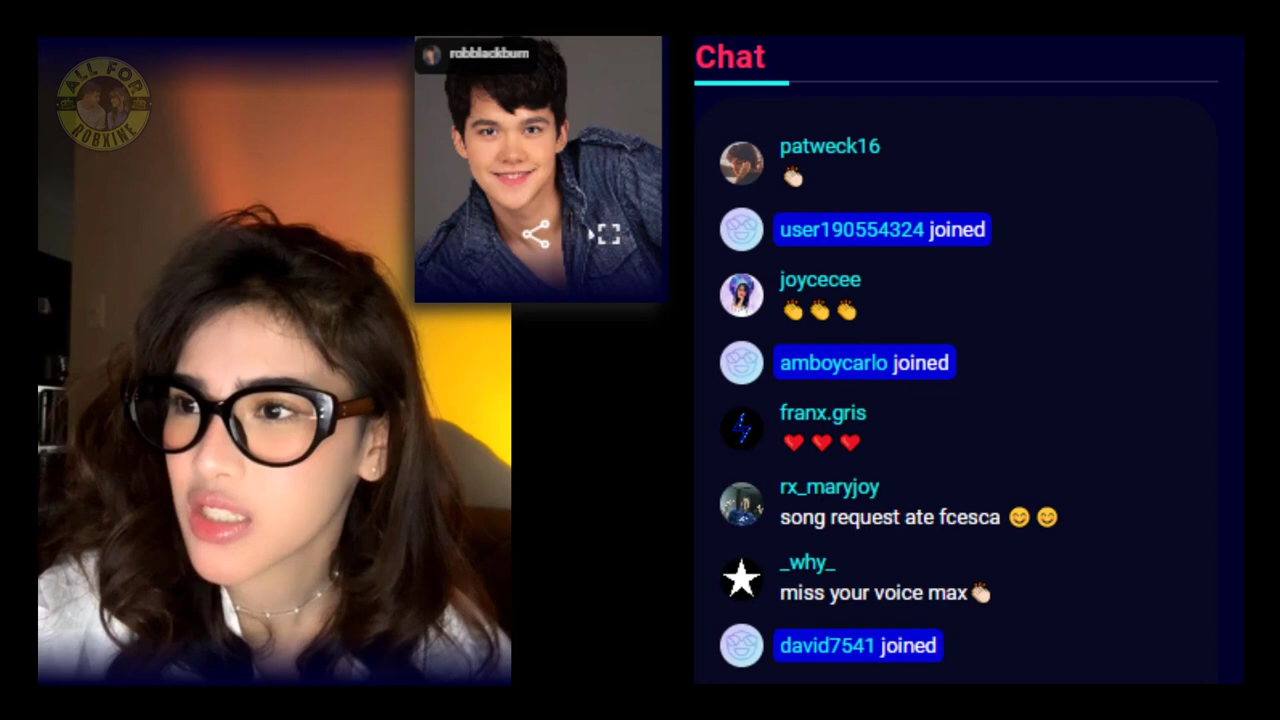 ALL FOR
ROBXINE
robblackburn
Chat
patweck16
user190554324 joined
joycecee
amboycarlo joined
franx.gris
rx_maryjoy
song request ate fcesca
_why_
miss your voice max
david7541 joined